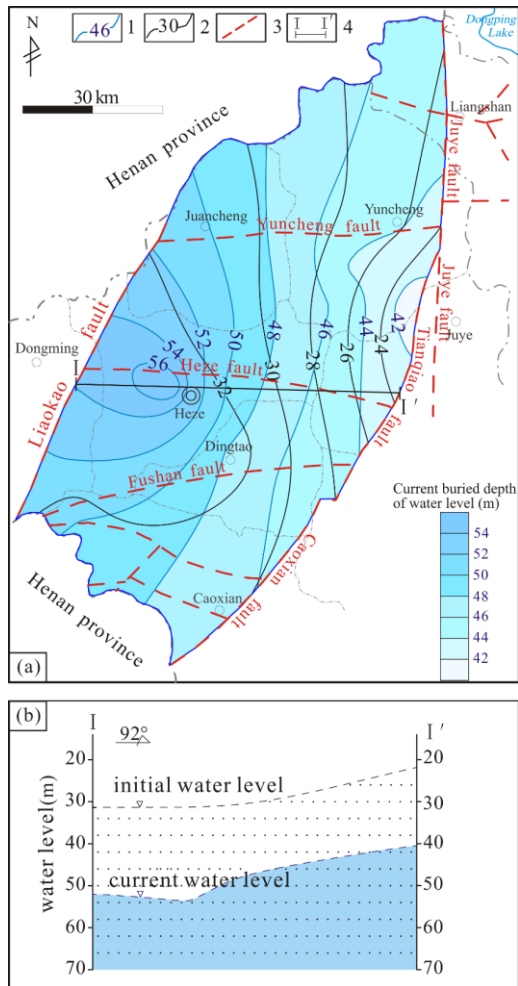 N
46 1
30 2
3
I I' 4
Dongping
Lake
30 km
Liangshan
Henan province
Juye fault
Juancheng
Yuncheng
Yuncheng fault
Juye fault
54
52
50
48
46
44
42
56
Dongming
Liaokao fault
Heze fault
32
30
28
26
24
Juye
Tianqiao fault
I
I'
Heze
Dingtao
Fushan fault
Caoxian fault
Caoxian
Henan province
Current buried depth
of water level (m)
54
52
50
48
46
44
42
(a)
(b)
I
I'
92°
20
20
initial water level
30
30
water level(m)
40
40
current water level
50
50
60
60
70
70